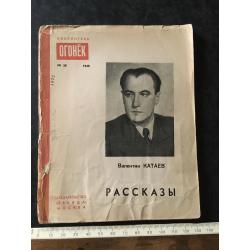 БИБЛИОТЕКА
ОГОНЁК
Валентин КАТАЕВ
РАССКАЗЫ
ИЗДАТЕЛЬСТВО
ПРАВДА
МОСКВА